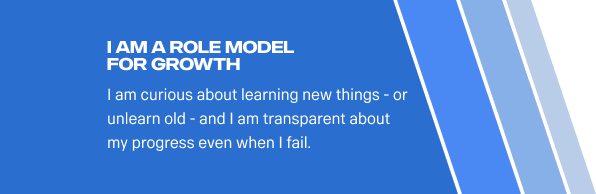 I AM A ROLE MODEL
FOR GROWTH
I am curious about learning new things - or
unlearn old - and I am transparent about
my progress even when I fail.